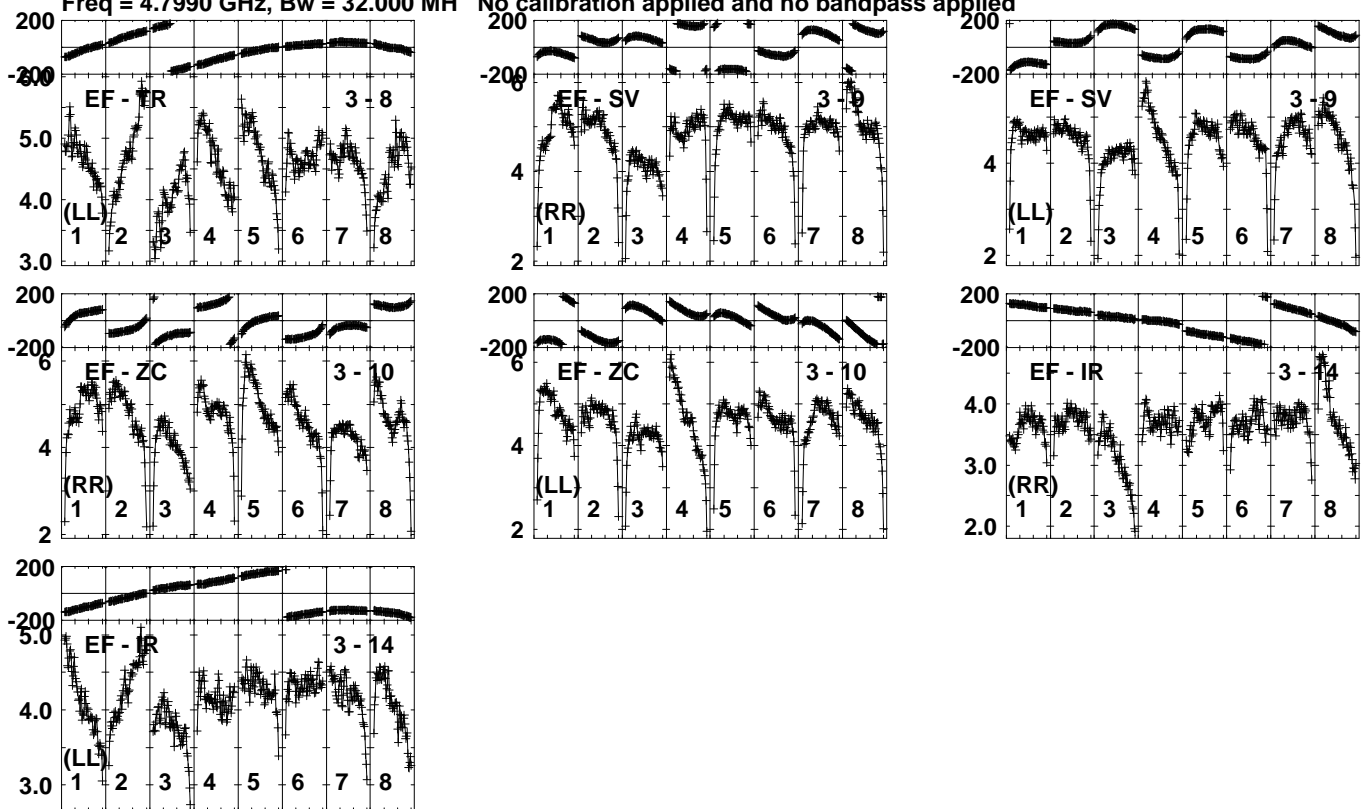 Freq = 4.7990 GHz, Bw = 32.000 MH No calibration applied and no bandpass applied
200
-200
6.0
5.0
4.0
3.0
EF - TR 3 - 8
(LL)
1 2 3 4 5 6 7 8
200
-200
6
4
2
EF - SV 3 - 9
(RR)
1 2 3 4 5 6 7 8
200
-200
4
2
EF - SV 3 - 9
(LL)
1 2 3 4 5 6 7 8
200
-200
6
4
2
EF - ZC 3 - 10
(RR)
1 2 3 4 5 6 7 8
200
-200
6
4
2
EF - ZC 3 - 10
(LL)
1 2 3 4 5 6 7 8
200
-200
4.0
3.0
2.0
EF - IR 3 - 14
(RR)
1 2 3 4 5 6 7 8
200
-200
5.0
4.0
3.0
EF - IR 3 - 14
(LL)
1 2 3 4 5 6 7 8